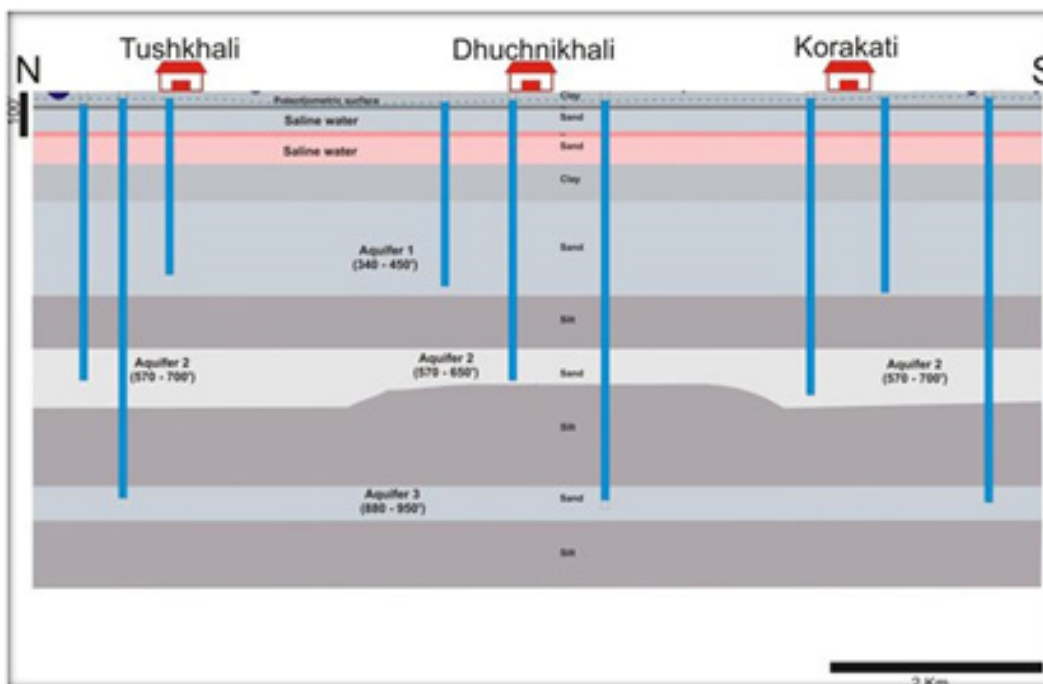 Tushkhali
Dhuchnikhali
Korakati
N
S
100'
Potentiometric surface
Clay
Saline water
Sand
Saline water
Sand
Clay
Aquifer 1
(340 - 450')
Sand
Silt
Aquifer 2
(570 - 700')
Aquifer 2
(570 - 650')
Sand
Aquifer 2
(570 - 700')
Silt
Aquifer 3
(880 - 950')
Sand
Silt
2 Km